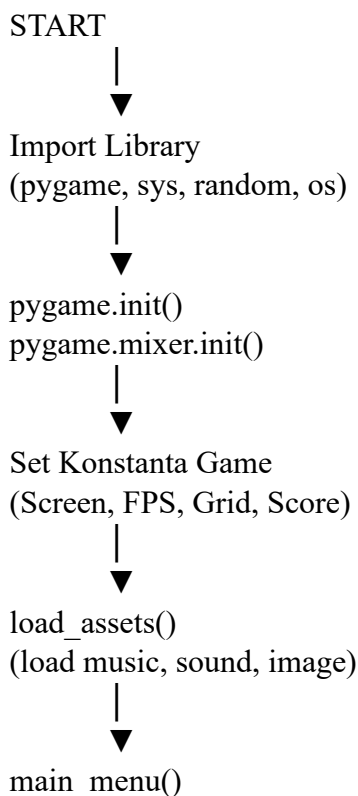 START
Import Library
(pygame, sys, random, os)
pygame.init()
pygame.mixer.init()
Set Konstanta Game
(Screen, FPS, Grid, Score)
load_assets()
(load music, sound, image)
main_menu()